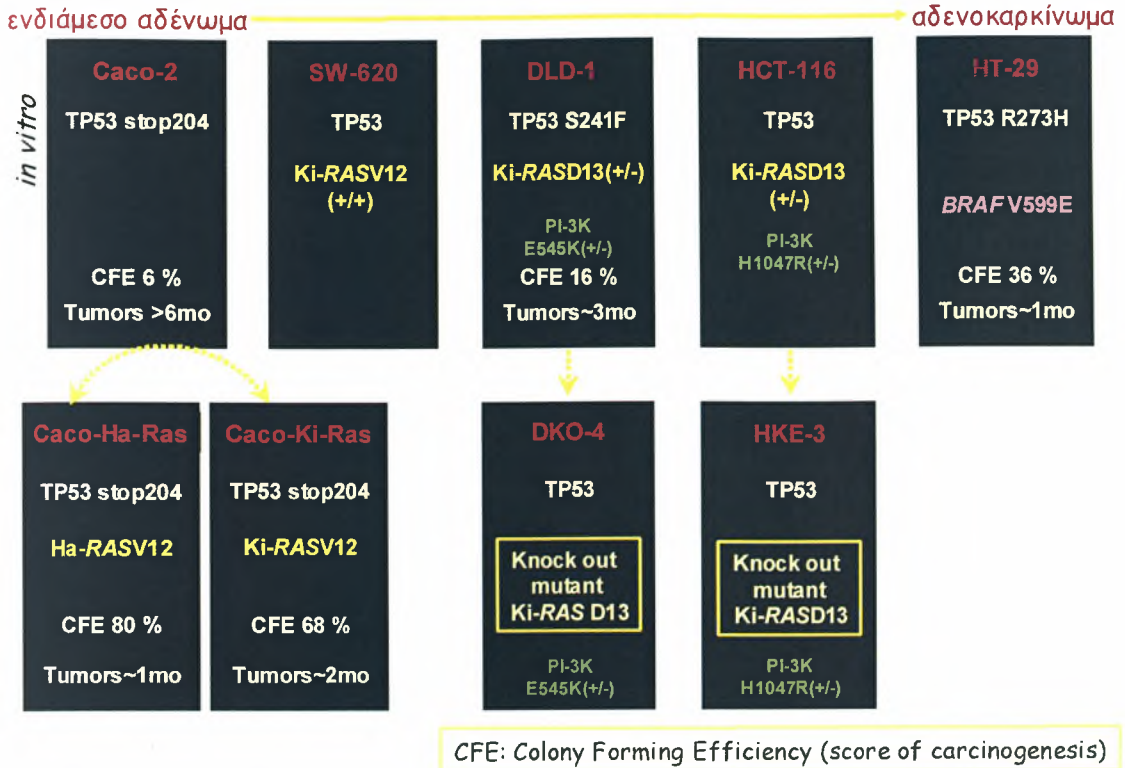 ενδιάμεσο αδένωμα
αδενοκαρκίνωμα
in vitro
Caco-2
TP53 stop204
CFE 6 %
Tumors >6mo
SW-620
TP53
Ki-RASV12
(+/+)
DLD-1
TP53 S241F
Ki-RASD13(+/-)
PI-3K
E545K(+/-)
CFE 16 %
Tumors~3mo
HCT-116
TP53
Ki-RASD13
(+/-)
PI-3K
H1047R(+/-)
HT-29
TP53 R273H
BRAF V599E
CFE 36 %
Tumors~1mo
Caco-Ha-Ras
TP53 stop204
Ha-RASV12
CFE 80 %
Tumors~1mo
Caco-Ki-Ras
TP53 stop204
Ki-RASV12
CFE 68 %
Tumors~2mo
DKO-4
TP53
Knock out
mutant
Ki-RAS D13
PI-3K
E545K(+/-)
HKE-3
TP53
Knock out
mutant
Ki-RASD13
PI-3K
H1047R(+/-)
CFE: Colony Forming Efficiency (score of carcinogenesis)